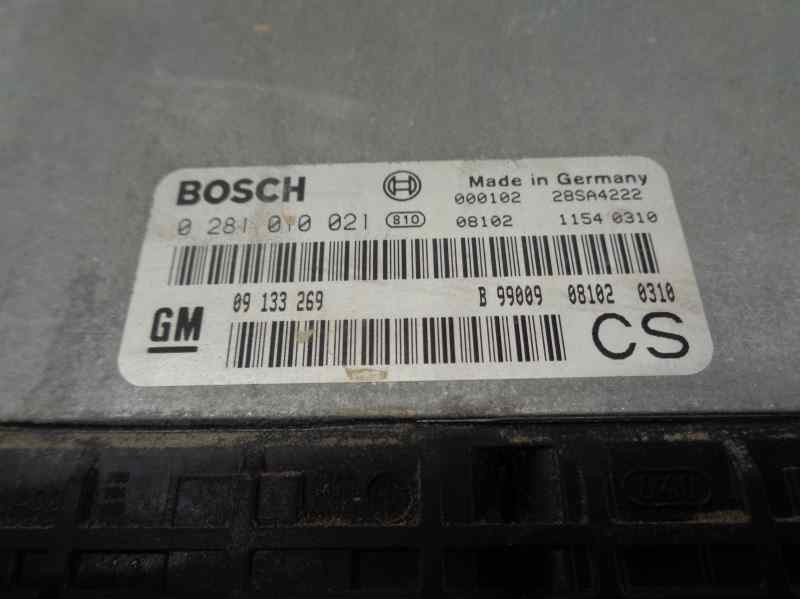 BOSCH Made in Germany
000102 28SA4222
0 281 010 021 810 08102 1154 0310
09 133 269 B 99009 08102 0310
GM CS